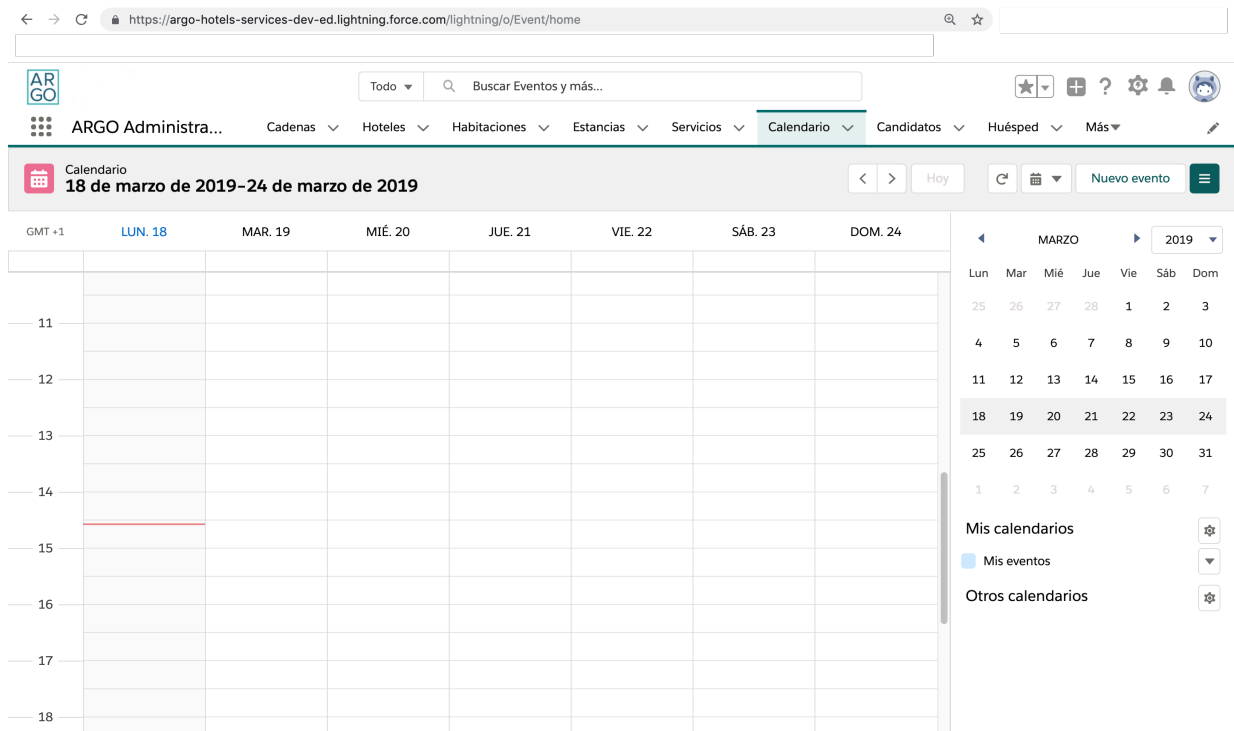 https://argo-hotels-services-dev-ed.lightning.force.com/lightning/o/Event/home
AR
GO
Todo
Buscar Eventos y más...
ARGO Administra...
Cadenas
Hoteles
Habitaciones
Estancias
Servicios
Calendario
Candidatos
Huésped
Más
Calendario
18 de marzo de 2019–24 de marzo de 2019
Hoy
Nuevo evento
GMT +1 LUN. 18 MAR. 19 MIÉ. 20 JUE. 21 VIE. 22 SÁB. 23 DOM. 24
11
12
13
14
15
16
17
18
MARZO 2019
Lun Mar Mié Jue Vie Sáb Dom
25 26 27 28 1 2 3
4 5 6 7 8 9 10
11 12 13 14 15 16 17
18 19 20 21 22 23 24
25 26 27 28 29 30 31
1 2 3 4 5 6 7
Mis calendarios
Mis eventos
Otros calendarios